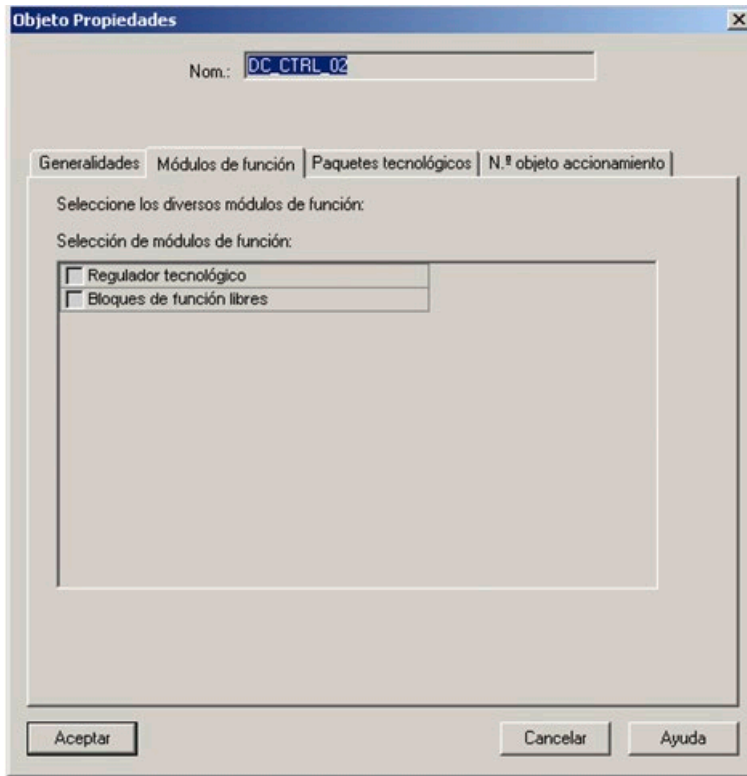 Objeto Propiedades
Nom.: DC_CTRL_02
Generalidades Módulos de función Paquetes tecnológicos N.º objeto accionamiento
Seleccione los diversos módulos de función:
Selección de módulos de función:
Regulador tecnológico
Bloques de función libres
Aceptar Cancelar Ayuda